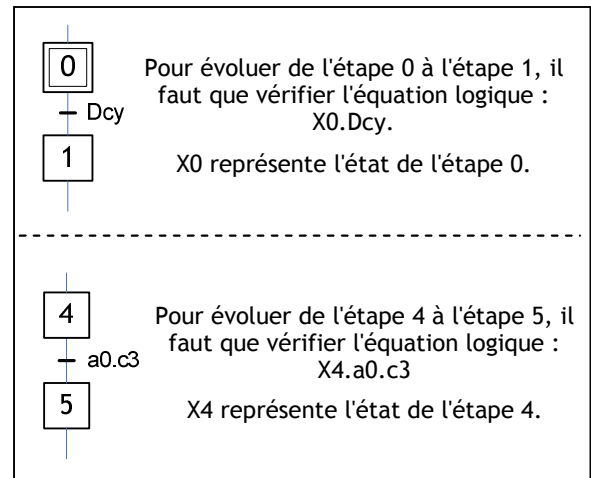 0
Dcy
1
Pour évoluer de l'étape 0 à l'étape 1, il
faut que vérifier l'équation logique :
X0.Dcy.
X0 représente l'état de l'étape 0.
4
a0.c3
5
Pour évoluer de l'étape 4 à l'étape 5, il
faut que vérifier l'équation logique :
X4.a0.c3
X4 représente l'état de l'étape 4.